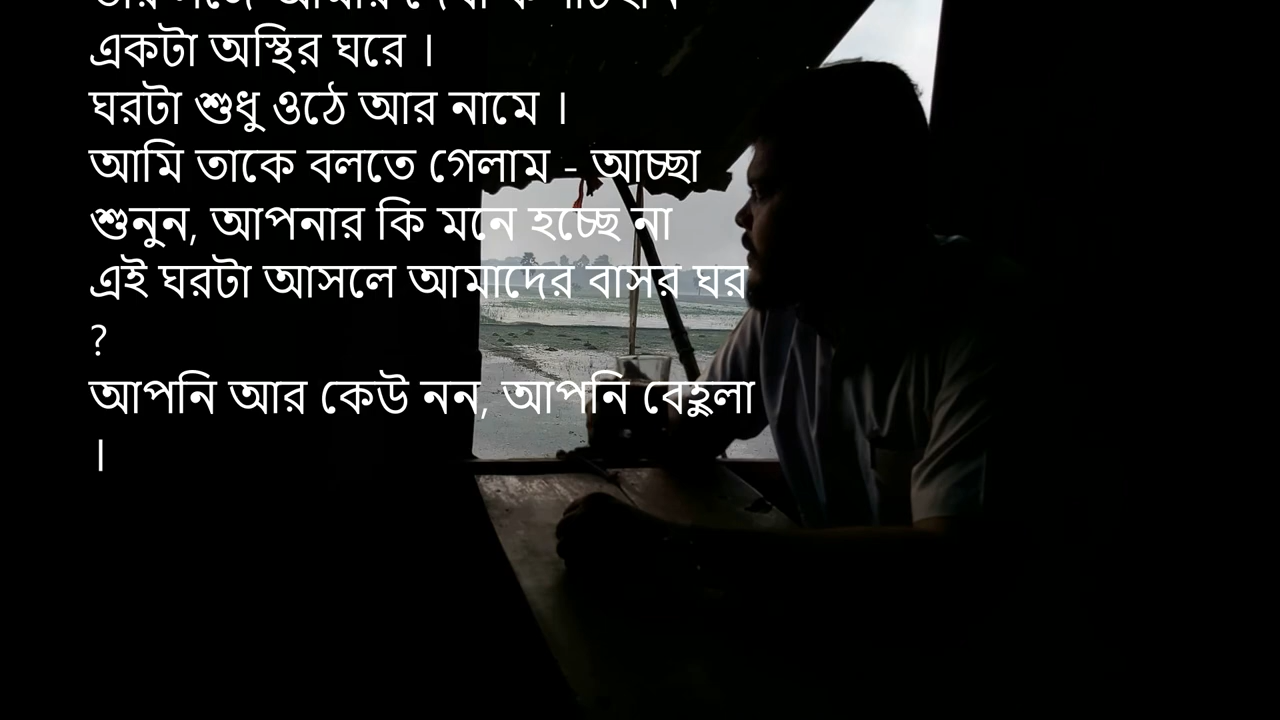 একটা অস্থির ঘরে ।
ঘরটা শুধু ওঠে আর নামে ।
আমি তাকে বলতে গেলাম - আচ্ছা
শুনুন, আপনার কি মনে হচ্ছে না
এই ঘরটা আসলে আমাদের বাসর ঘর
?
আপনি আর কেউ নন, আপনি বেহুলা
।